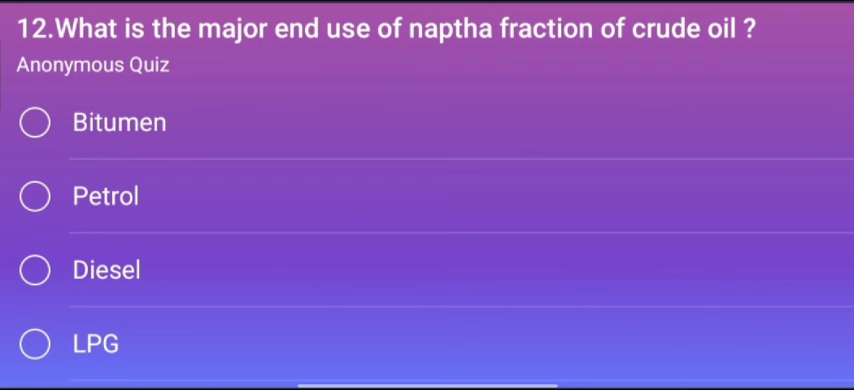 12.What is the major end use of naptha fraction of crude oil ?
Anonymous Quiz
Bitumen
Petrol
Diesel
LPG